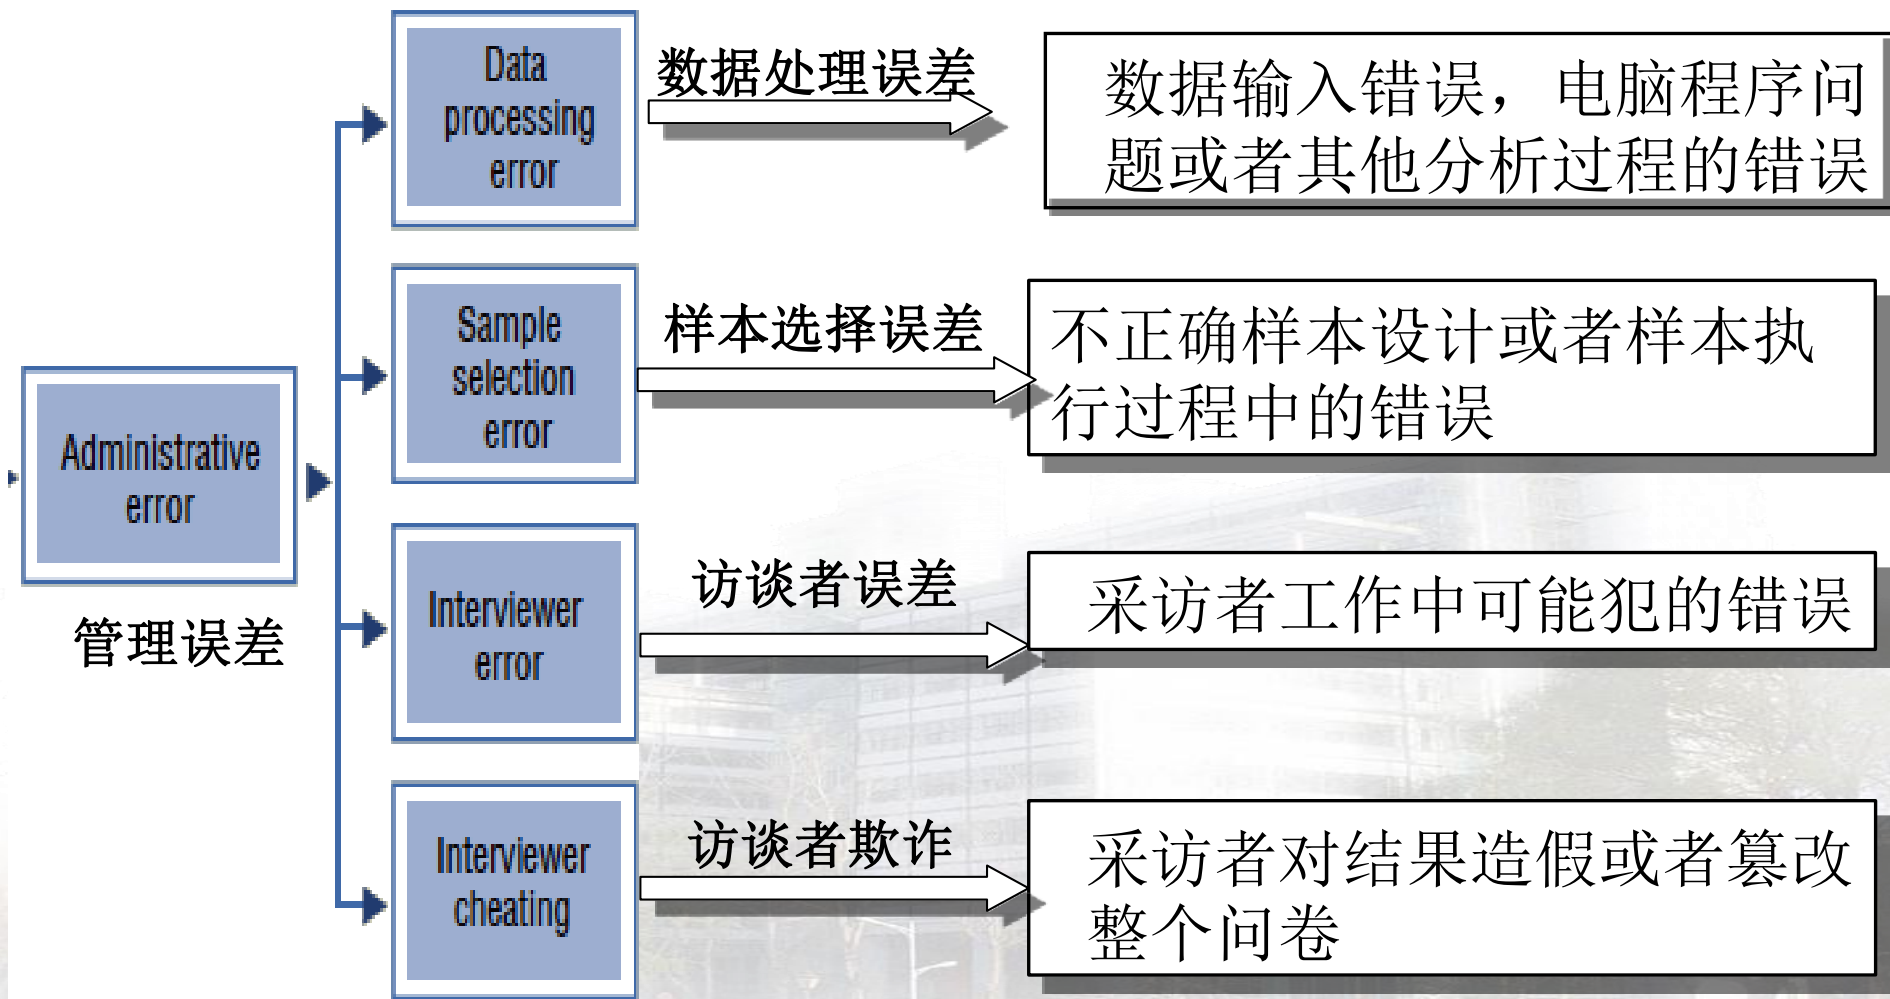 Administrative
error
管理误差
Data
processing
error
数据处理误差
数据输入错误，电脑程序问
题或者其他分析过程的错误
Sample
selection
error
样本选择误差
不正确样本设计或者样本执
行过程中的错误
Interviewer
error
访谈者误差
采访者工作中可能犯的错误
Interviewer
cheating
访谈者欺诈
采访者对结果造假或者篡改
整个问卷